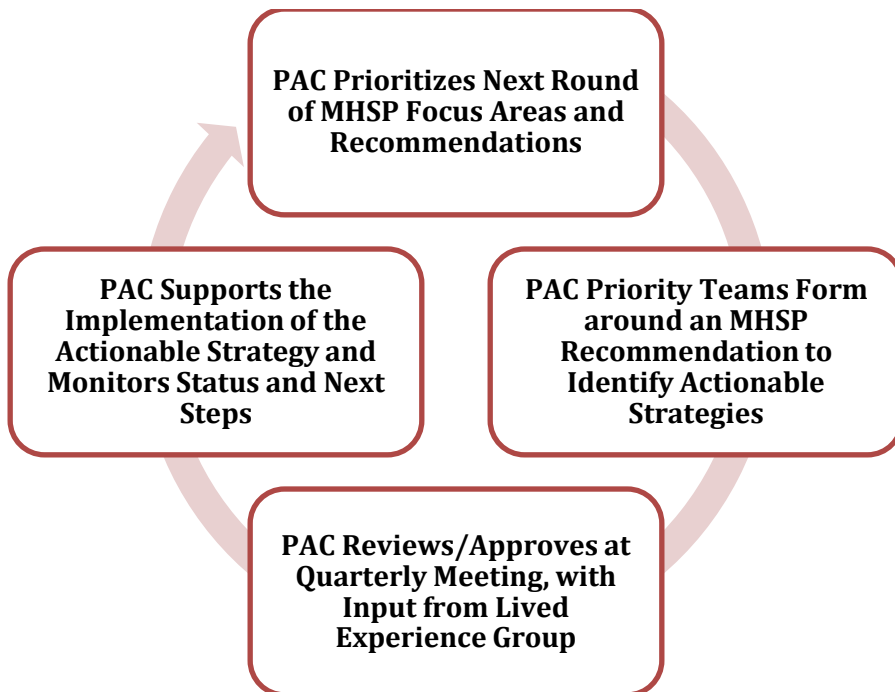 PAC Prioritizes Next Round
of MHSP Focus Areas and
Recommendations
PAC Priority Teams Form
around an MHSP
Recommendation to
Identify Actionable
Strategies
PAC Reviews/Approves at
Quarterly Meeting, with
Input from Lived
Experience Group
PAC Supports the
Implementation of the
Actionable Strategy and
Monitors Status and Next
Steps